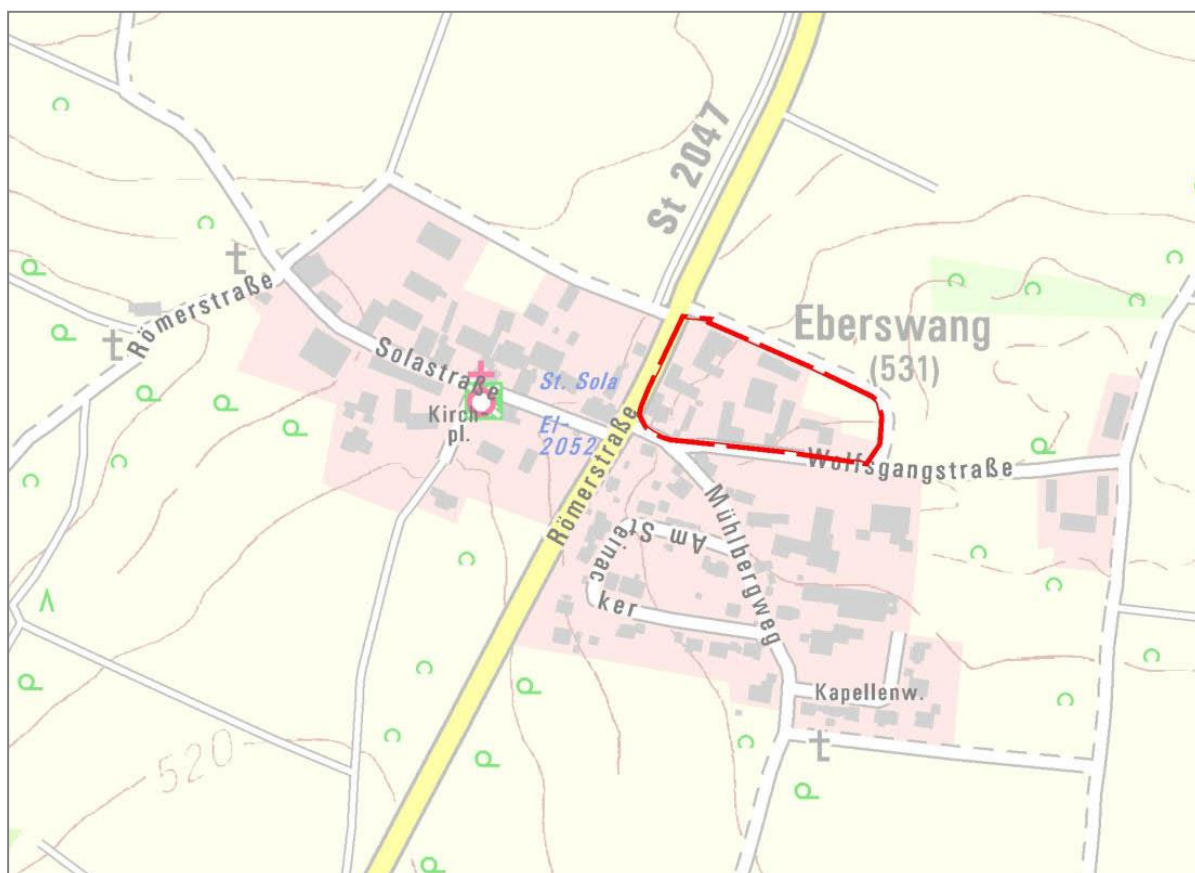 St 2047
Eberswang
(531)
Römerstraße
Solastraße
St. Sola
EI-
2052
Kirch
pl.
Römerstraße
Wolfsgangstraße
Mühlbergweg
Am Steinac
ker
Kapellenw.
520